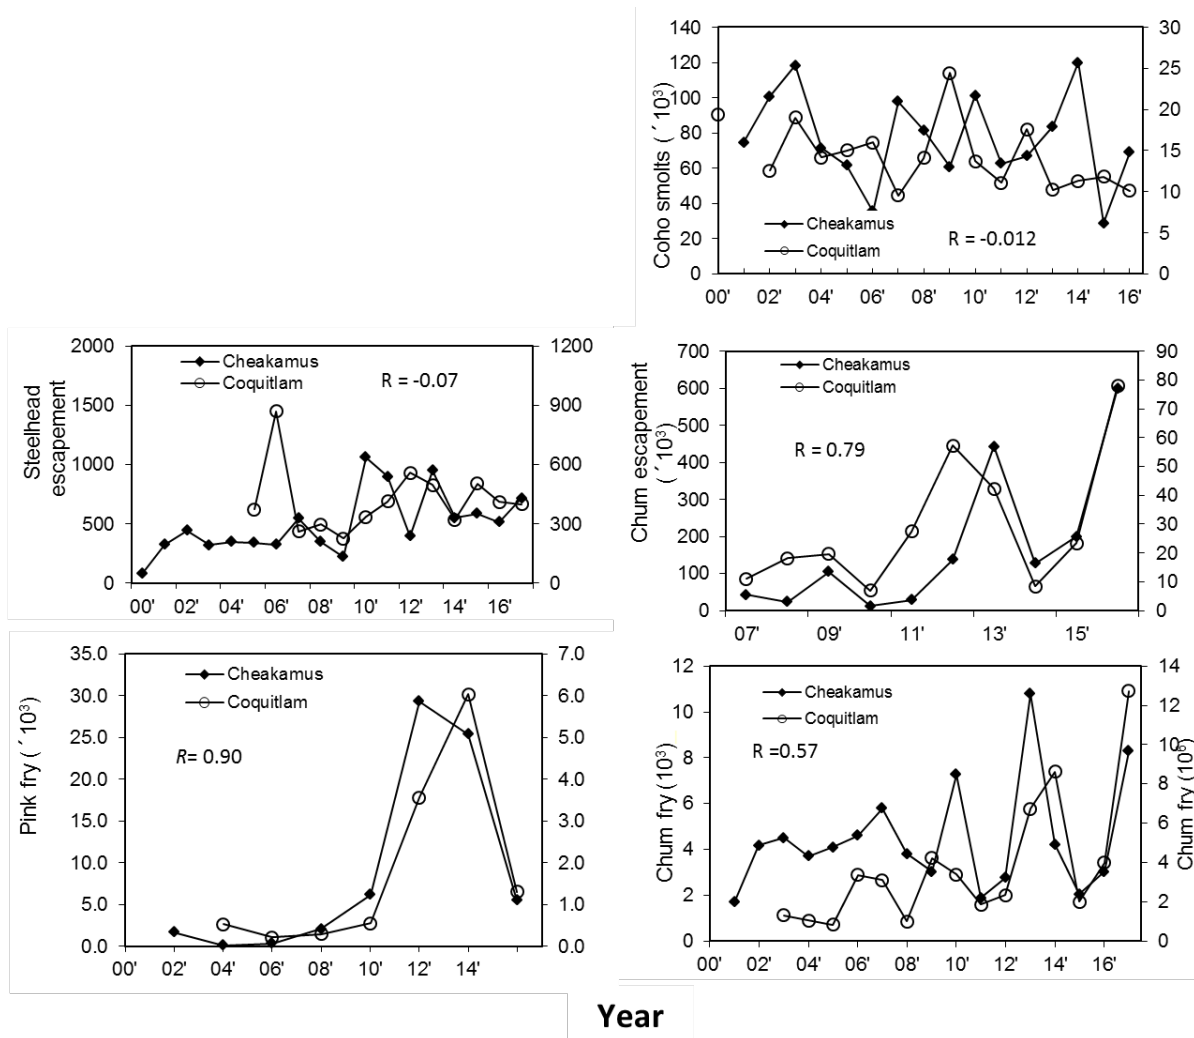 140
120
100
80
60
40
20
0
Coho smolts ( ´ 10³)
30
25
20
15
10
5
0
Cheakamus
Coquitlam
R = -0.012
00' 02' 04' 06' 08' 10' 12' 14' 16'
2000
1500
1000
500
0
Steelhead
escapement
1200
900
600
300
0
Cheakamus
Coquitlam
R = -0.07
00' 02' 04' 06' 08' 10' 12' 14' 16'
700
600
500
400
300
200
100
0
Chum escapement
( ´ 10³)
90
80
70
60
50
40
30
20
10
0
Cheakamus
Coquitlam
R = 0.79
07' 09' 11' 13' 15'
35.0
30.0
25.0
20.0
15.0
10.0
5.0
0.0
Pink fry ( ´ 10³)
7.0
6.0
5.0
4.0
3.0
2.0
1.0
0.0
Cheakamus
Coquitlam
R= 0.90
00' 02' 04' 06' 08' 10' 12' 14'
12
10
8
6
4
2
0
Chum fry (10³)
14
12
10
8
6
4
2
0
Chum fry (10⁶)
Cheakamus
Coquitlam
R =0.57
00' 02' 04' 06' 08' 10' 12' 14' 16'
Year